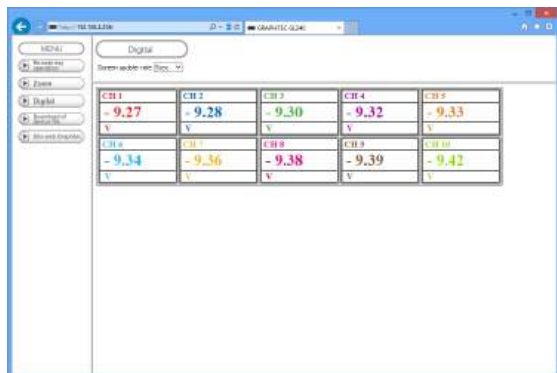 GRAPHTEC GL240
MENU
Digital
Screen update rate
Zoom
Digital
CH 1
CH 2
CH 3
CH 4
CH 5
- 9.27
- 9.28
- 9.30
- 9.32
- 9.33
V
V
V
V
V
CH 6
CH 7
CH 8
CH 9
CH 10
- 9.34
- 9.36
- 9.38
- 9.39
- 9.42
V
V
V
V
V